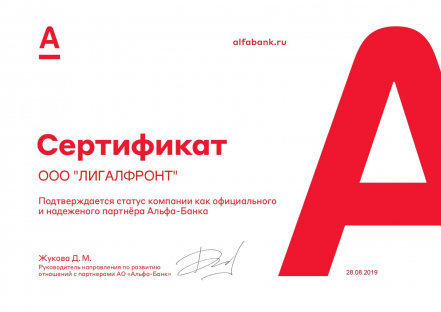 А
alfabank.ru
Сертификат
ООО "ЛИГАЛФРОНТ"
Подтверждается статус компании как официального
и надеженого партнёра Альфа-Банка
Жукова Д. М.
Руководитель направления по развитию
отношений с партнерами АО «Альфа-Банк»
28.08.2019